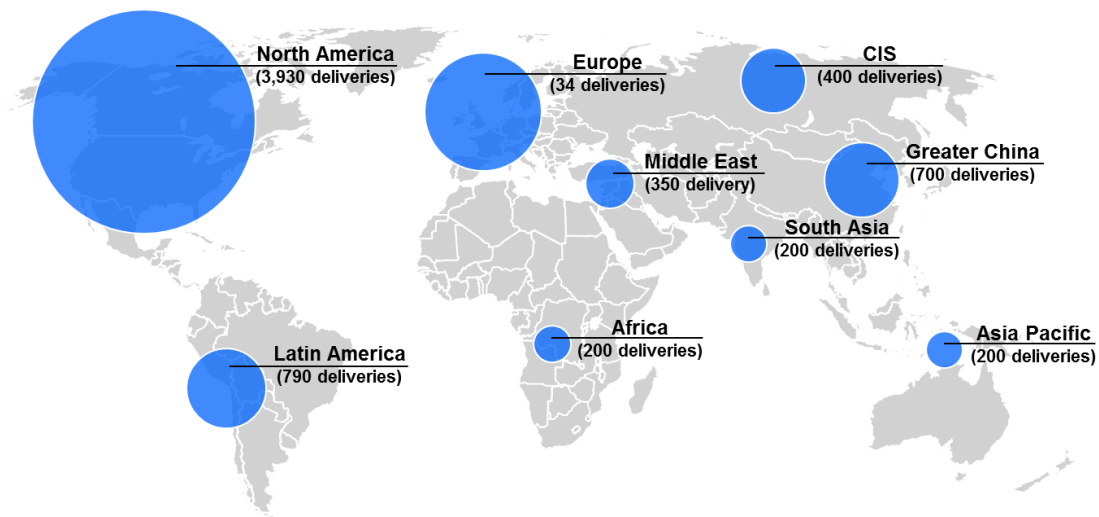 North America
(3,930 deliveries)
Europe
(34 deliveries)
CIS
(400 deliveries)
Middle East
(350 delivery)
Greater China
(700 deliveries)
South Asia
(200 deliveries)
Africa
(200 deliveries)
Asia Pacific
(200 deliveries)
Latin America
(790 deliveries)